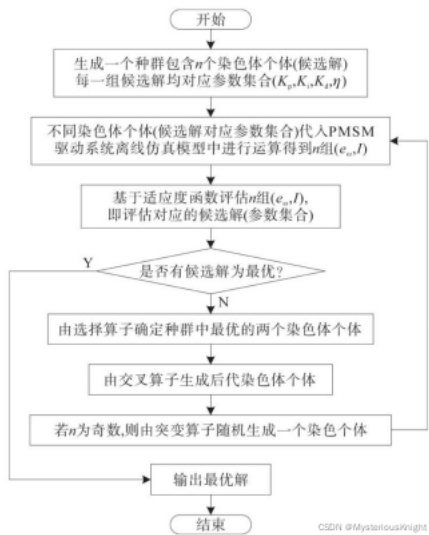 开始
生成一个种群包含n个染色体个体(候选解)
每一组候选解均对应参数集合(Kp,Ki,Kd,η)
不同染色体个体(候选解对应参数集合)代入PMSM
驱动系统离线仿真模型中进行运算得到n组(eω,I)
基于适应度函数评估n组(eω,I),
即评估对应的候选解(参数集合)
Y
是否有候选解为最优?
N
由选择算子确定种群中最优的两个染色体个体
由交叉算子生成后代染色体个体
若n为奇数,则由突变算子随机生成一个染色体个体
输出最优解
结束
CSDN @MysteriousKnight